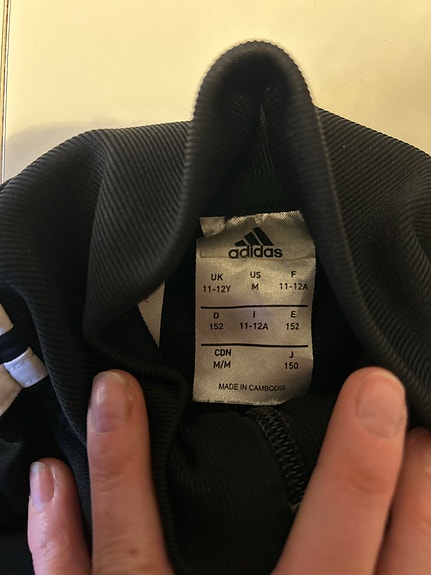 adidas
UK US F
11-12Y M 11-12A
D I E
152 11-12A 152
CDN J
M/M 150
MADE IN CAMBODIA